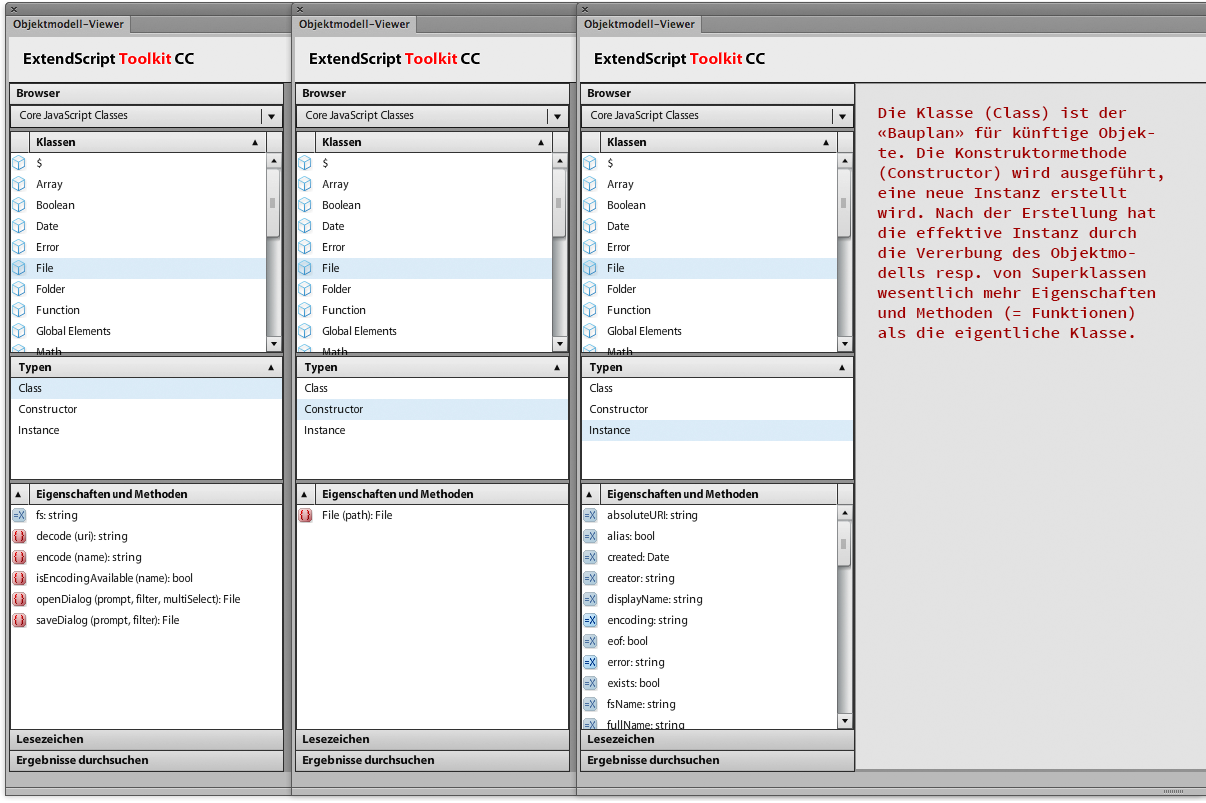 Objektmodell-Viewer
ExtendScript Toolkit CC
Browser
Core JavaScript Classes
Klassen
$
Array
Boolean
Date
Error
File
Folder
Function
Global Elements
Math
Typen
Class
Constructor
Instance
Eigenschaften und Methoden
fs: string
decode (uri): string
encode (name): string
isEncodingAvailable (name): bool
openDialog (prompt, filter, multiSelect): File
saveDialog (prompt, filter): File
Lesezeichen
Ergebnisse durchsuchen
Objektmodell-Viewer
ExtendScript Toolkit CC
Browser
Core JavaScript Classes
Klassen
$
Array
Boolean
Date
Error
File
Folder
Function
Global Elements
Math
Typen
Class
Constructor
Instance
Eigenschaften und Methoden
File (path): File
Lesezeichen
Ergebnisse durchsuchen
Objektmodell-Viewer
ExtendScript Toolkit CC
Browser
Core JavaScript Classes
Klassen
$
Array
Boolean
Date
Error
File
Folder
Function
Global Elements
Math
Typen
Class
Constructor
Instance
Eigenschaften und Methoden
absoluteURI: string
alias: bool
created: Date
creator: string
displayName: string
encoding: string
eof: bool
error: string
exists: bool
fsName: string
fullName: string
Lesezeichen
Ergebnisse durchsuchen
Die Klasse (Class) ist der
«Bauplan» für künftige Objek-
te. Die Konstruktormethode
(Constructor) wird ausgeführt,
eine neue Instanz erstellt
wird. Nach der Erstellung hat
die effektive Instanz durch
die Vererbung des Objektmo-
dells resp. von Superklassen
wesentlich mehr Eigenschaften
und Methoden (= Funktionen)
als die eigentliche Klasse.